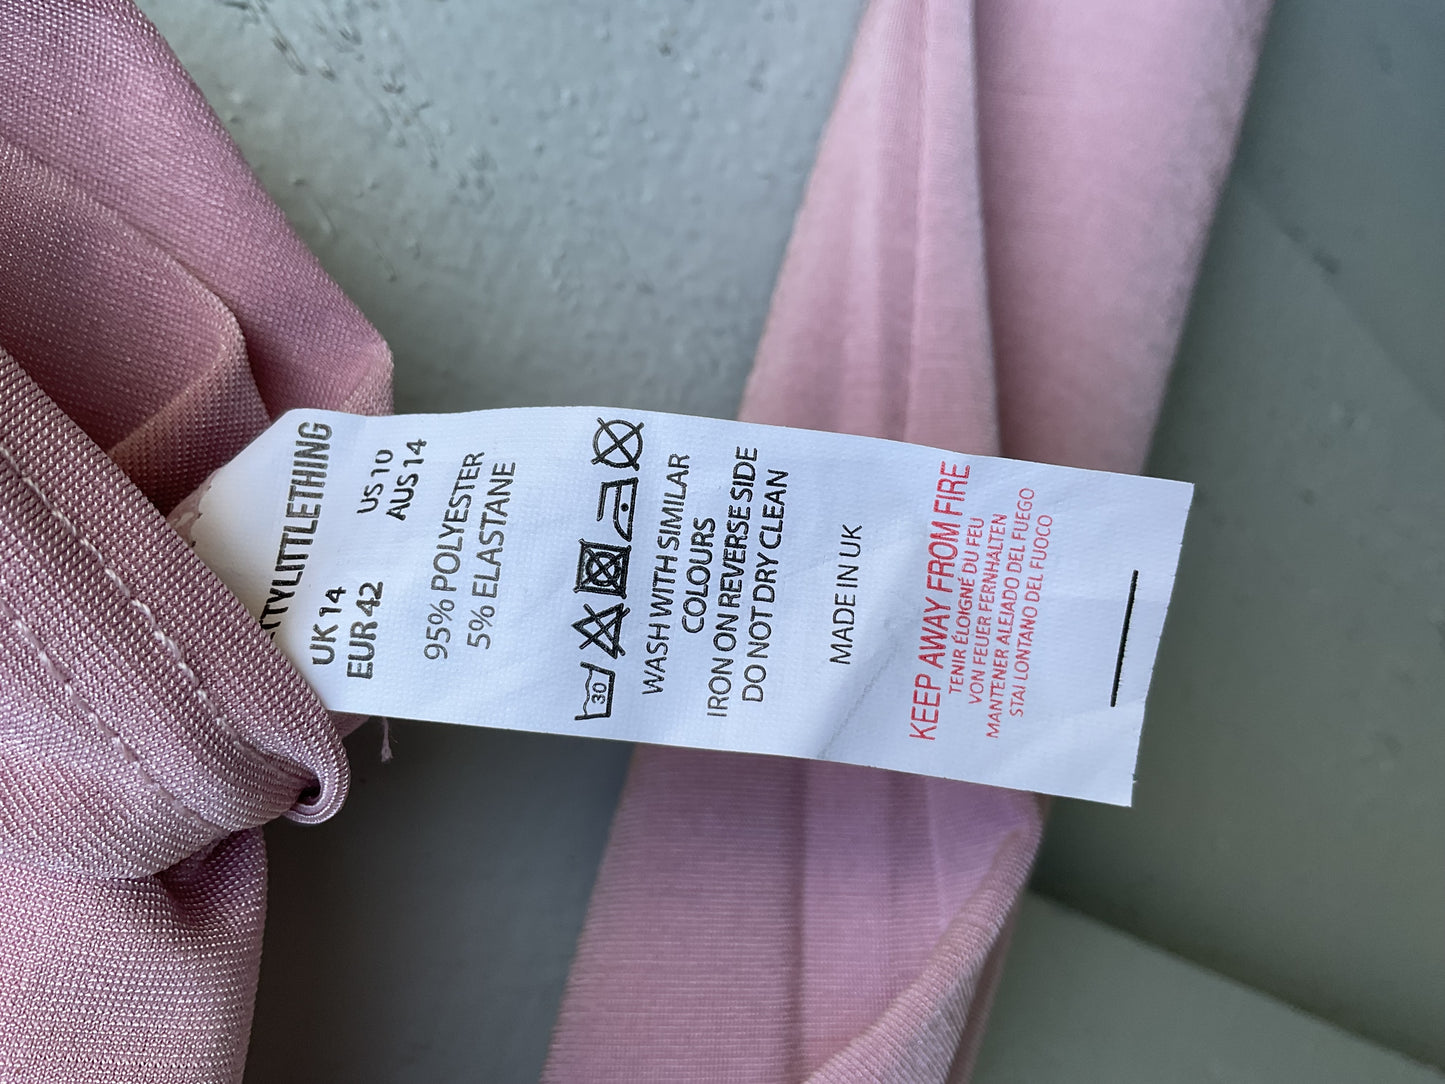 TTYLITTLETHING
UK 14 US 10
EUR 42 AUS 14
95% POLYESTER
5% ELASTANE
30
WASH WITH SIMILAR
COLOURS
IRON ON REVERSE SIDE
DO NOT DRY CLEAN
MADE IN UK
KEEP AWAY FROM FIRE
TENIR ÉLOIGNÉ DU FEU
VON FEUER FERNHALTEN
MANTENER ALEJADO DEL FUEGO
STAI LONTANO DEL FUOCO